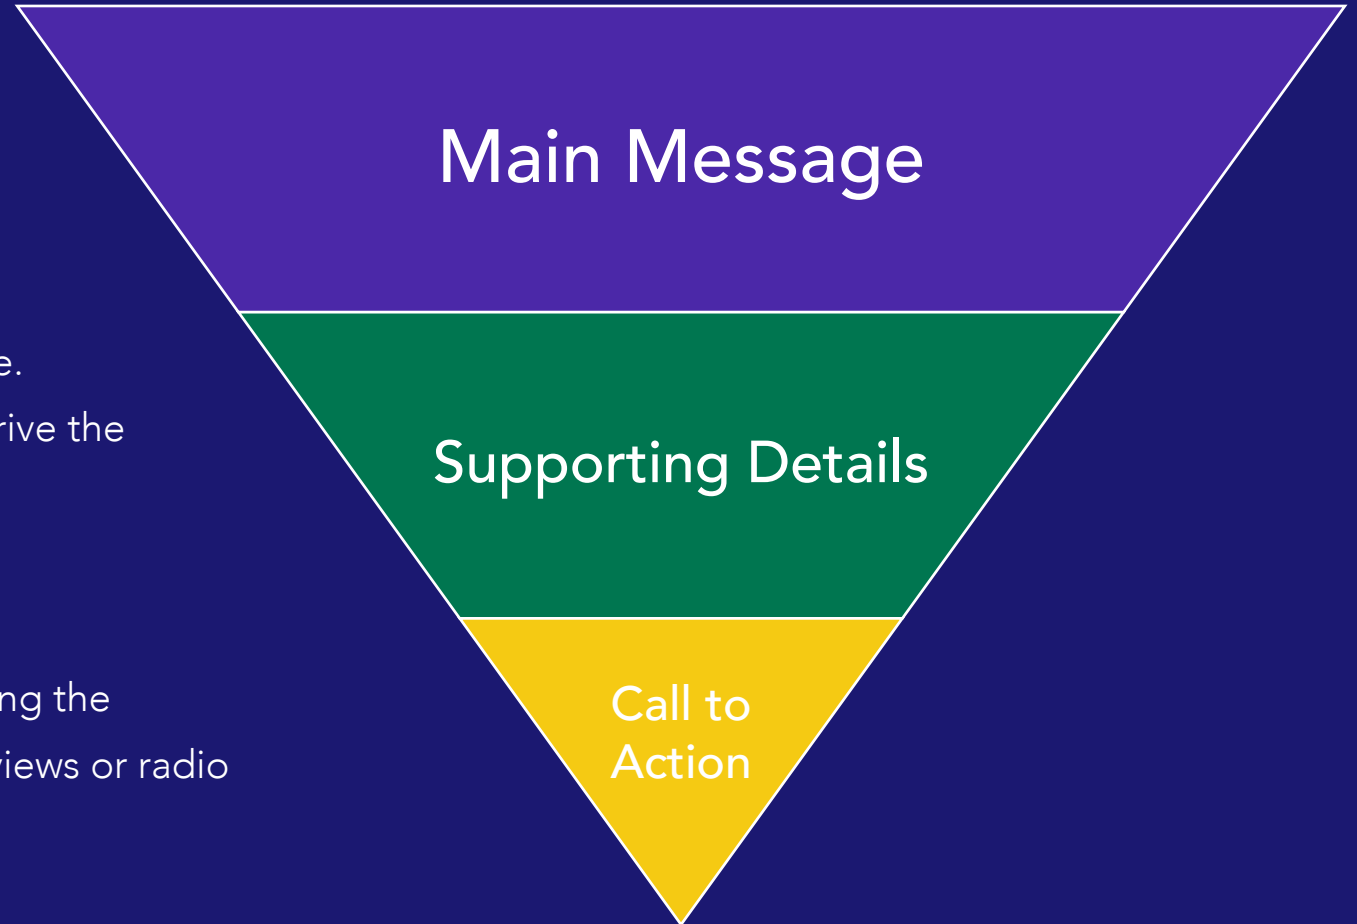 Main Message
e.
rive the
Supporting Details
ng the
views or radio
Call to
Action